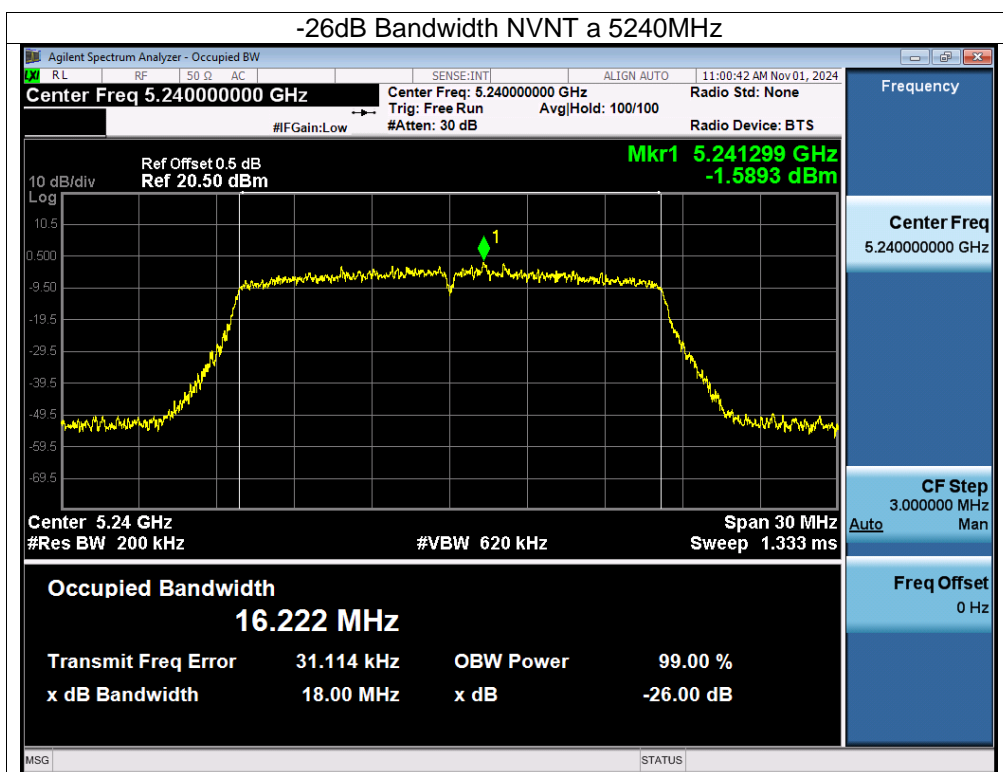 -26dB Bandwidth NVNT a 5240MHz
Agilent Spectrum Analyzer - Occupied BW
LXI RL RF 50 Ω AC SENSE:INT ALIGN AUTO 11:00:42 AM Nov 01, 2024
Center Freq 5.240000000 GHz Center Freq: 5.240000000 GHz Radio Std: None
Trig: Free Run Avg|Hold: 100/100
#IFGain:Low #Atten: 30 dB Radio Device: BTS
Ref Offset 0.5 dB Mkr1 5.241299 GHz
10 dB/div Ref 20.50 dBm -1.5893 dBm
Log
10.5
1
0.500
-9.50
-19.5
-29.5
-39.5
-49.5
-59.5
-69.5
Center 5.24 GHz Span 30 MHz
#Res BW 200 kHz #VBW 620 kHz Sweep 1.333 ms
Occupied Bandwidth
16.222 MHz
Transmit Freq Error 31.114 kHz OBW Power 99.00 %
x dB Bandwidth 18.00 MHz x dB -26.00 dB
MSG STATUS
Frequency
Center Freq
5.240000000 GHz
CF Step
3.000000 MHz
Auto Man
Freq Offset
0 Hz